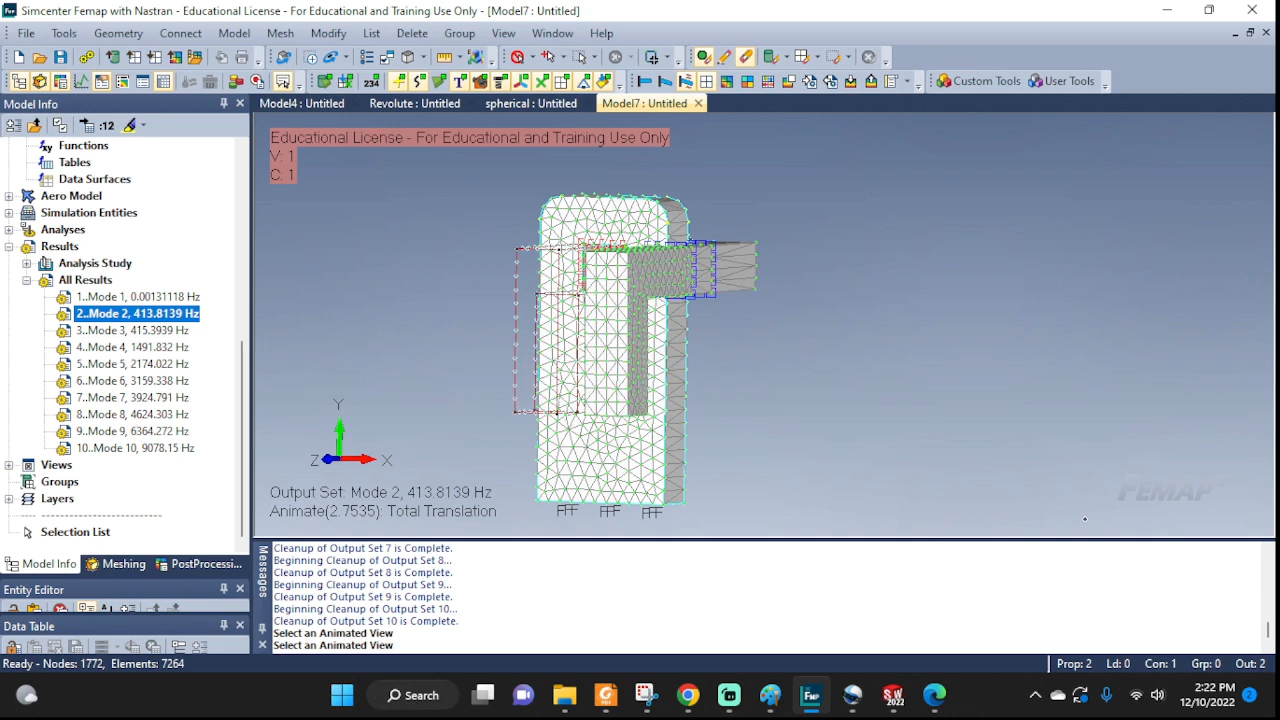 Simcenter Femap with Nastran - Educational License - For Educational and Training Use Only - [Model7 : Untitled]
File Tools Geometry Connect Model Mesh Modify List Delete Group View Window Help
234
Custom Tools User Tools
Model Info
Model4 : Untitled Revolute : Untitled spherical : Untitled Model7 : Untitled
:12
Functions
Tables
Data Surfaces
Aero Model
Simulation Entities
Analyses
Results
Analysis Study
All Results
1..Mode 1, 0.00131118 Hz
2..Mode 2, 413.8139 Hz
3..Mode 3, 415.3939 Hz
4..Mode 4, 1491.832 Hz
5..Mode 5, 2174.022 Hz
6..Mode 6, 3159.338 Hz
7..Mode 7, 3924.791 Hz
8..Mode 8, 4624.303 Hz
9..Mode 9, 6364.272 Hz
10..Mode 10, 9078.15 Hz
Views
Groups
Layers
Selection List
Model Info Meshing PostProcessi...
Entity Editor
Data Table
Educational License - For Educational and Training Use Only
V: 1
C: 1
Y
Z X
FFF FFF FFF
Output Set: Mode 2, 413.8139 Hz
Animate(2.7535): Total Translation
FEMAP
Messages
Cleanup of Output Set 7 is Complete.
Beginning Cleanup of Output Set 8...
Cleanup of Output Set 8 is Complete.
Beginning Cleanup of Output Set 9...
Cleanup of Output Set 9 is Complete.
Beginning Cleanup of Output Set 10...
Cleanup of Output Set 10 is Complete.
Select an Animated View
Select an Animated View
Ready - Nodes: 1772, Elements: 7264
Prop: 2 Ld: 0 Con: 1 Grp: 0 Out: 2
Search
2:22 PM
12/10/2022
2